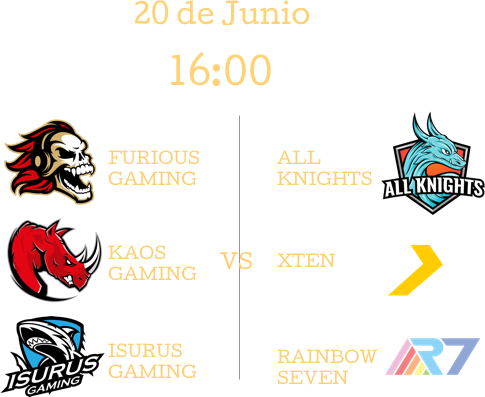 20 de Junio
16:00
FURIOUS
GAMING
ALL
KNIGHTS
ALL KNIGHTS
KAOS
GAMING
VS
XTEN
ISURUS
GAMING
ISURUS
GAMING
RAINBOW
SEVEN
R7